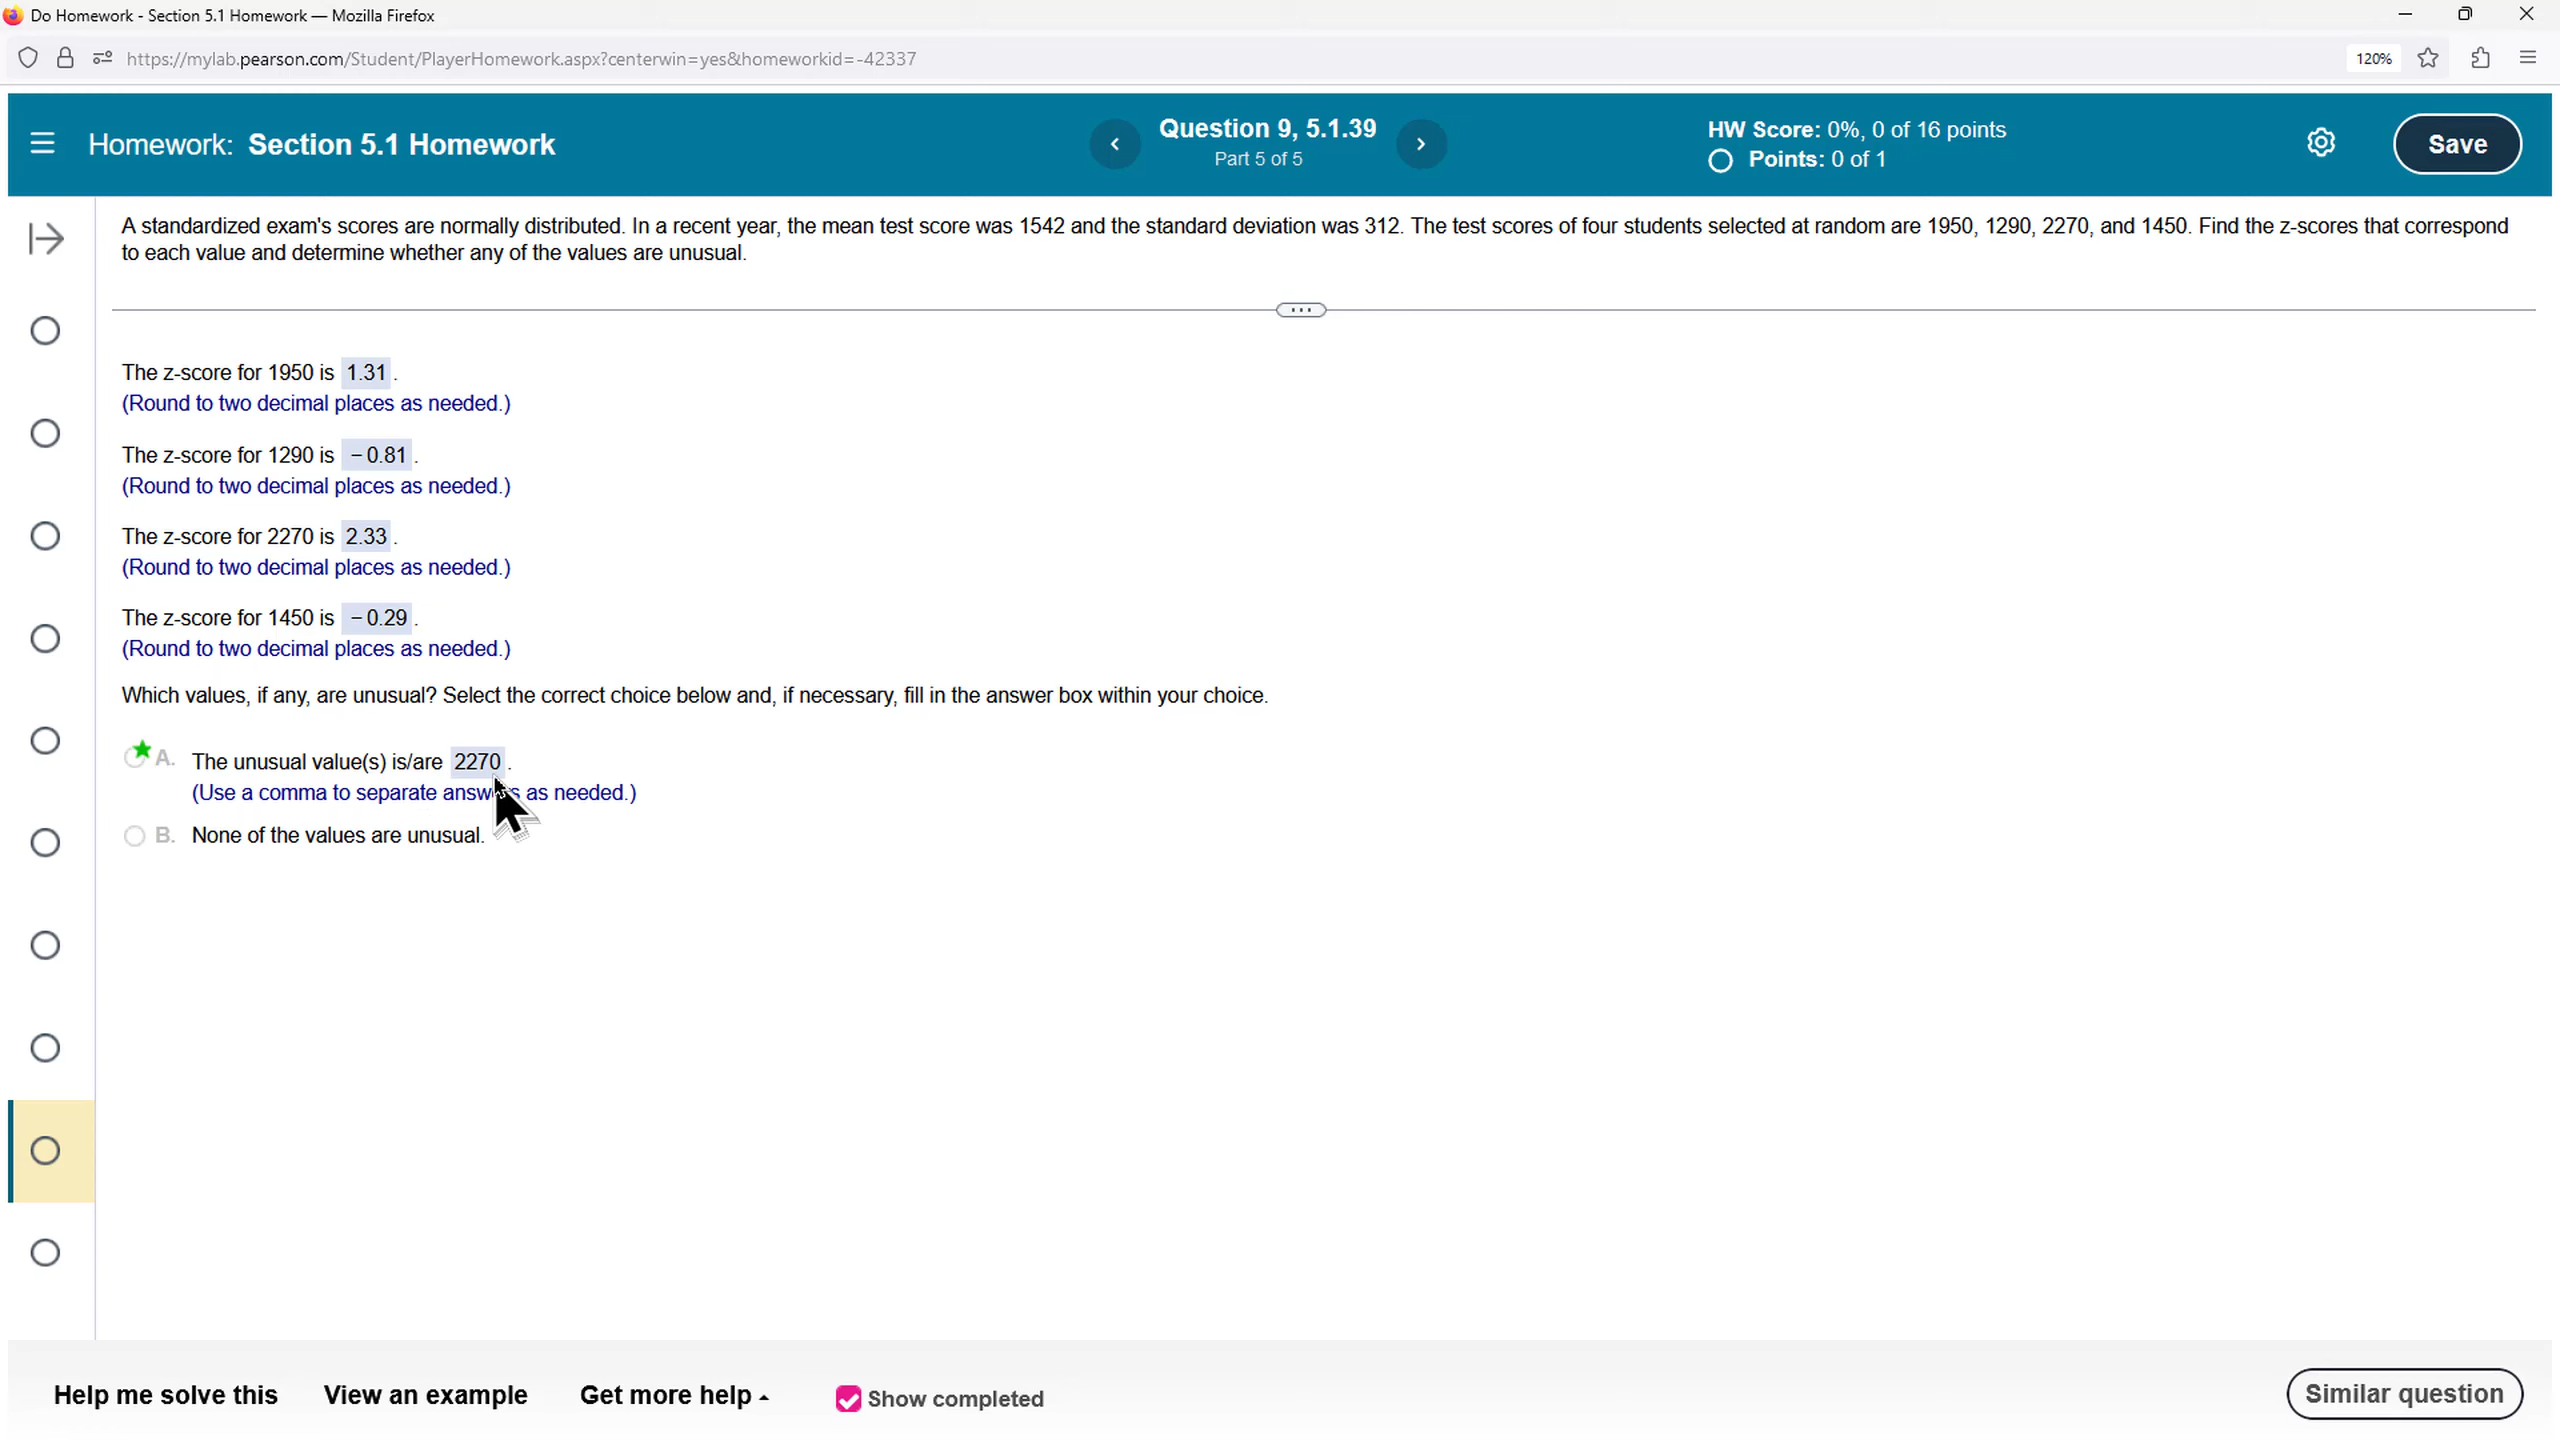 Do Homework - Section 5.1 Homework — Mozilla Firefox
https://mylab.pearson.com/Student/PlayerHomework.aspx?centerwin=yes&homeworkid=-42337
120%
Homework: Section 5.1 Homework
Question 9, 5.1.39
Part 5 of 5
HW Score: 0%, 0 of 16 points
Points: 0 of 1
Save
A standardized exam's scores are normally distributed. In a recent year, the mean test score was 1542 and the standard deviation was 312. The test scores of four students selected at random are 1950, 1290, 2270, and 1450. Find the z-scores that correspond
to each value and determine whether any of the values are unusual.
The z-score for 1950 is 1.31.
(Round to two decimal places as needed.)
The z-score for 1290 is −0.81.
(Round to two decimal places as needed.)
The z-score for 2270 is 2.33.
(Round to two decimal places as needed.)
The z-score for 1450 is −0.29.
(Round to two decimal places as needed.)
Which values, if any, are unusual? Select the correct choice below and, if necessary, fill in the answer box within your choice.
A. The unusual value(s) is/are 2270.
(Use a comma to separate answers as needed.)
B. None of the values are unusual.
Help me solve this
View an example
Get more help
Show completed
Similar question